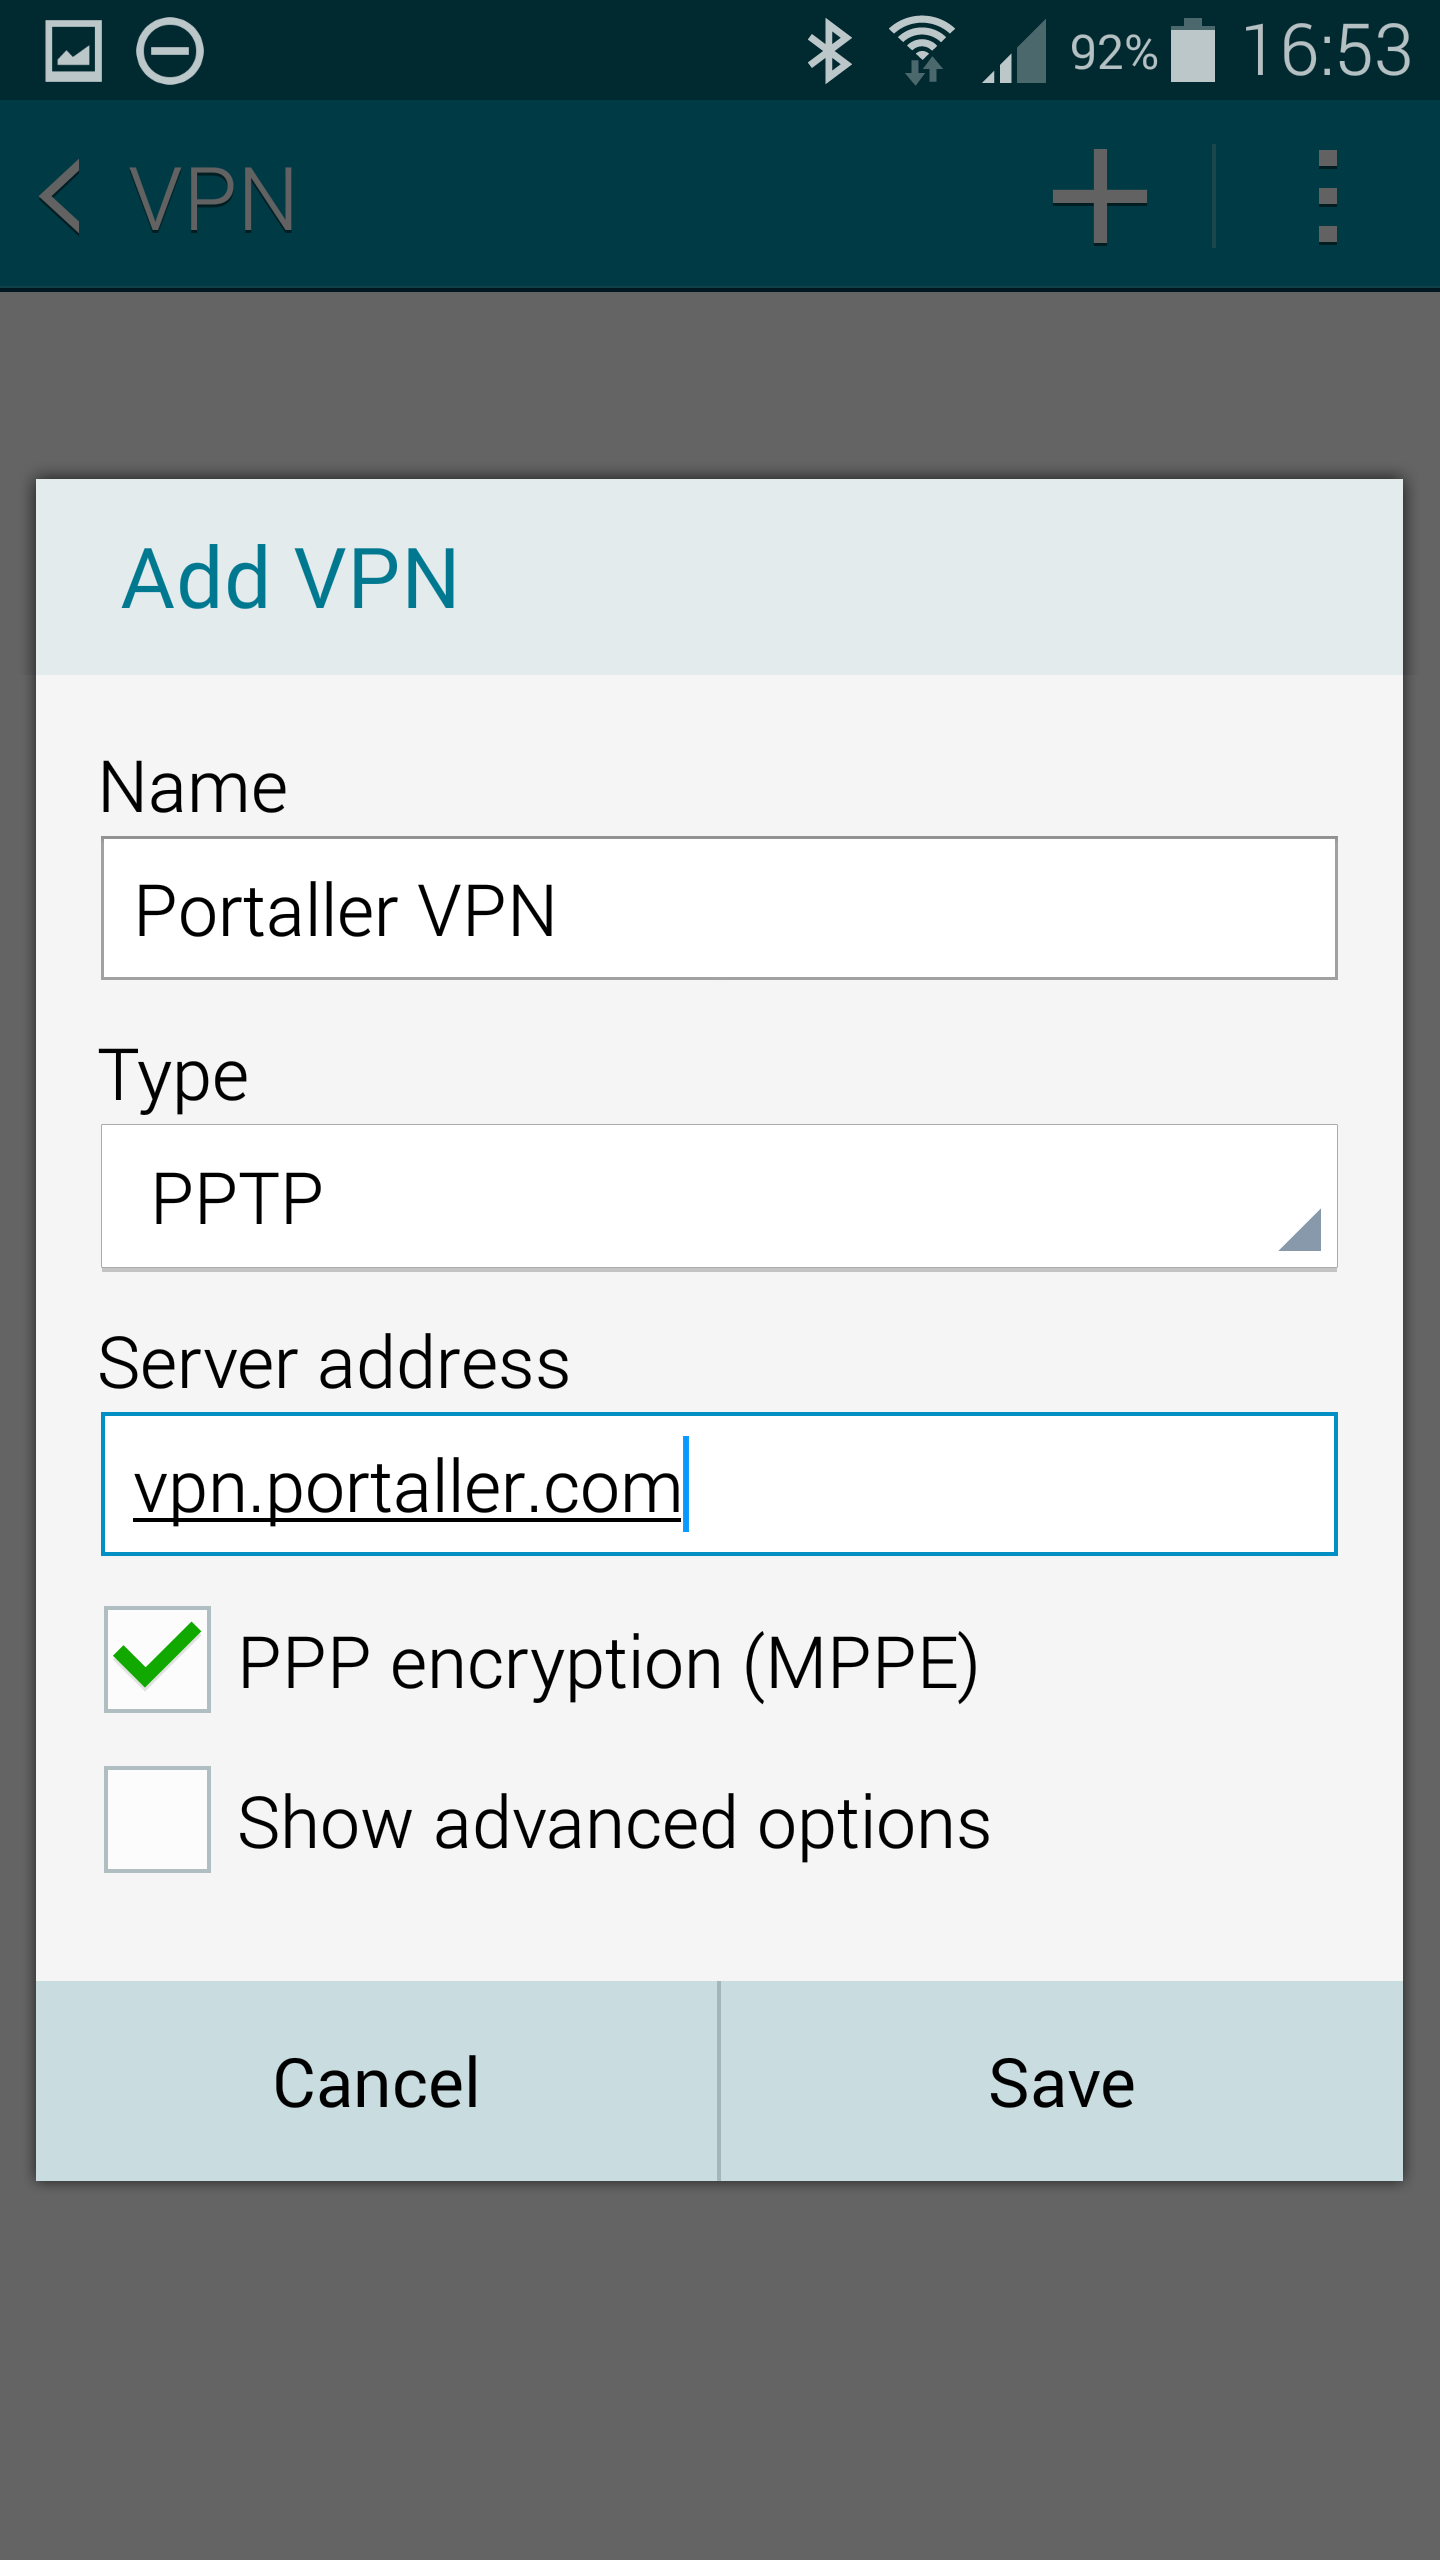 92% 16:53
VPN
Add VPN
Name
Portaller VPN
Type
PPTP
Server address
vpn.portaller.com
PPP encryption (MPPE)
Show advanced options
Cancel Save